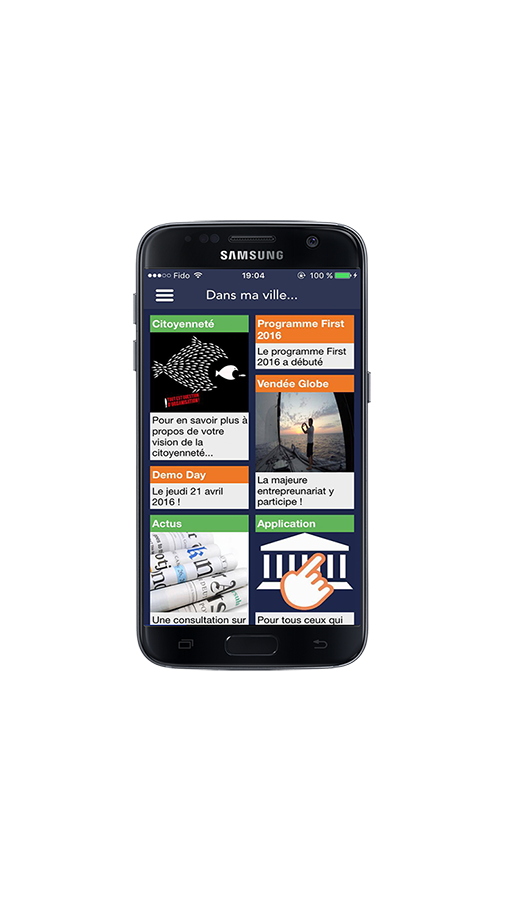 SAMSUNG
Fido 19:04 100 %
Dans ma ville...
Citoyenneté
Pour en savoir plus à
propos de votre
vision de la
citoyenneté...
Demo Day
Le jeudi 21 avril
2016 !
Actus
Une consultation sur
Programme First
2016
Le programme First
2016 a débuté
Vendée Globe
La majeure
entrepreunariat y
participe !
Application
Pour tous ceux qui